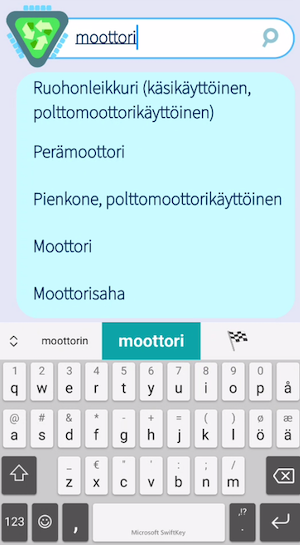 moottori
Ruohonleikkuri (käsikäyttöinen,
polttomoottorikäyttöinen)
Perämoottori
Pienkone, polttomoottorikäyttöinen
Moottori
Moottorisaha
moottorin moottori
1 2 3 4 5 6 7 8 9 0
q w e r t y u i o p å
@ # & * - + = ( ) ø æ
a s d f g h j k l ö ä
_ € " ' : ; /
z x c v b n m
123 , Microsoft SwiftKey ,!? .